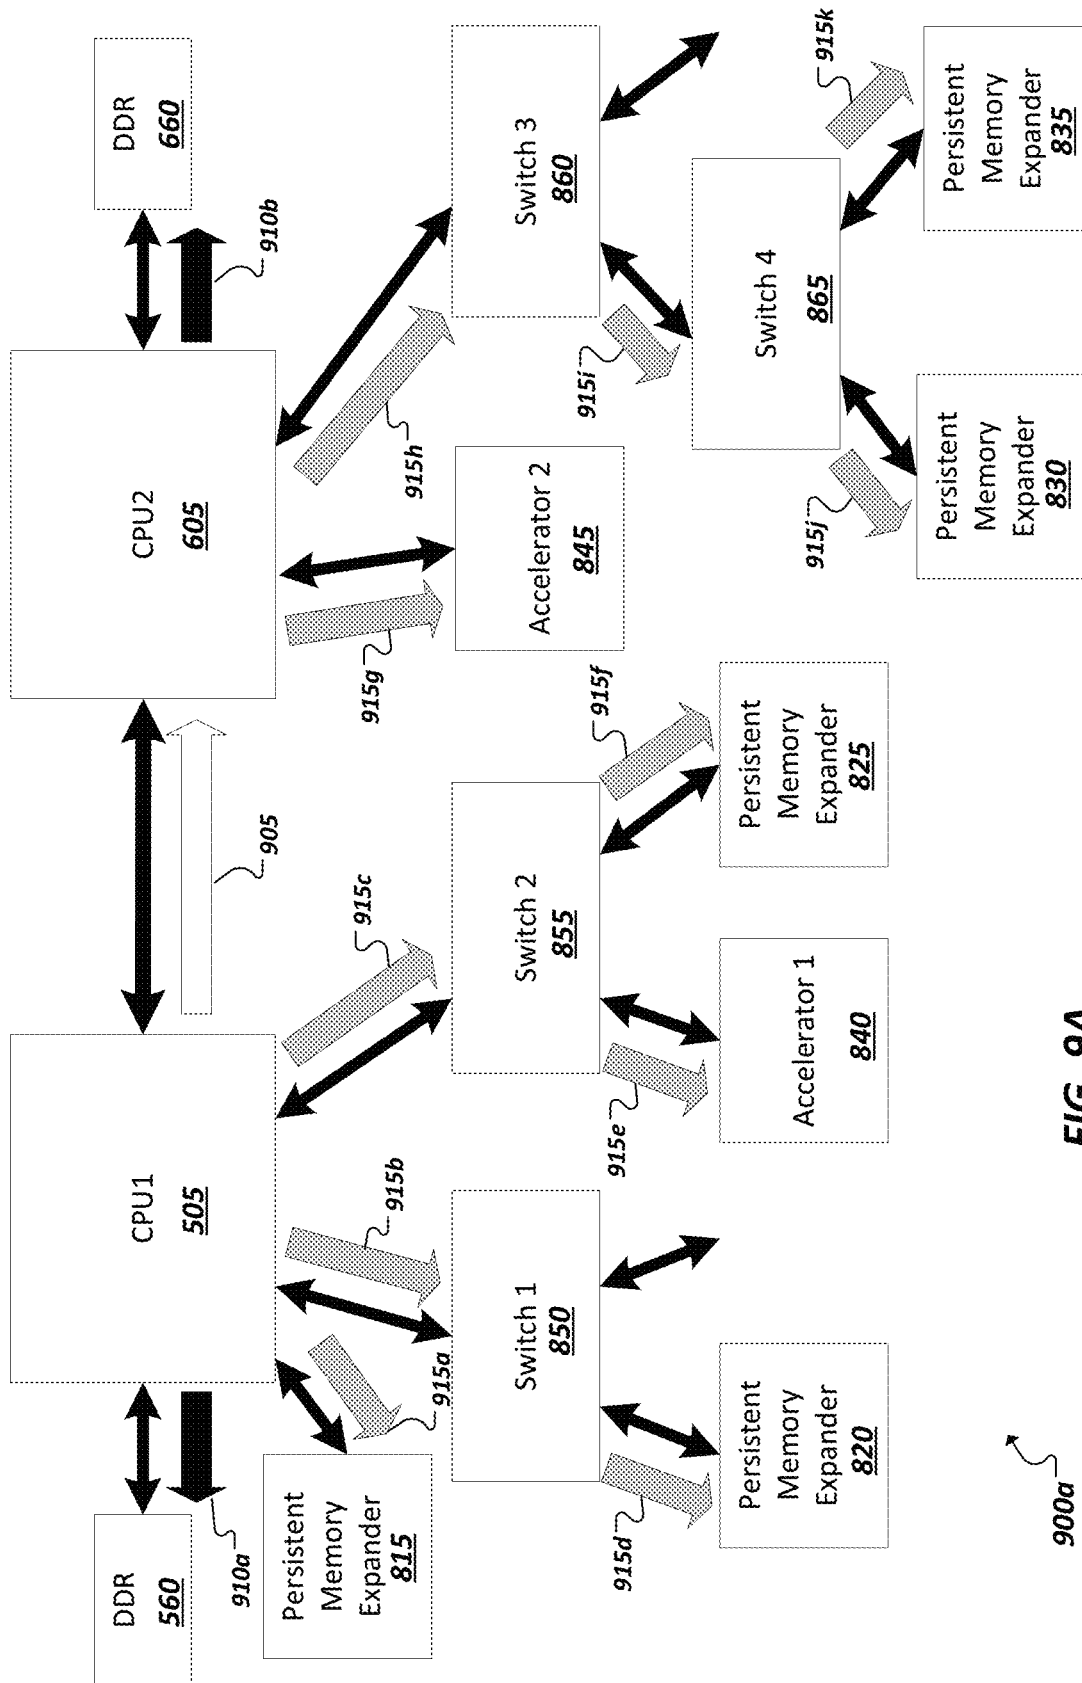 DDR
560
910a
CPU1
505
905
CPU2
605
DDR
660
910b
Persistent
Memory
Expander
815
915a
915b
915c
915g
915h
Switch 1
850
Switch 2
855
Accelerator 2
845
Switch 3
860
915d
915e
915f
915i
Switch 4
865
Persistent
Memory
Expander
820
Accelerator 1
840
Persistent
Memory
Expander
825
915j
915k
Persistent
Memory
Expander
830
Persistent
Memory
Expander
835
900a
FIG. 9A